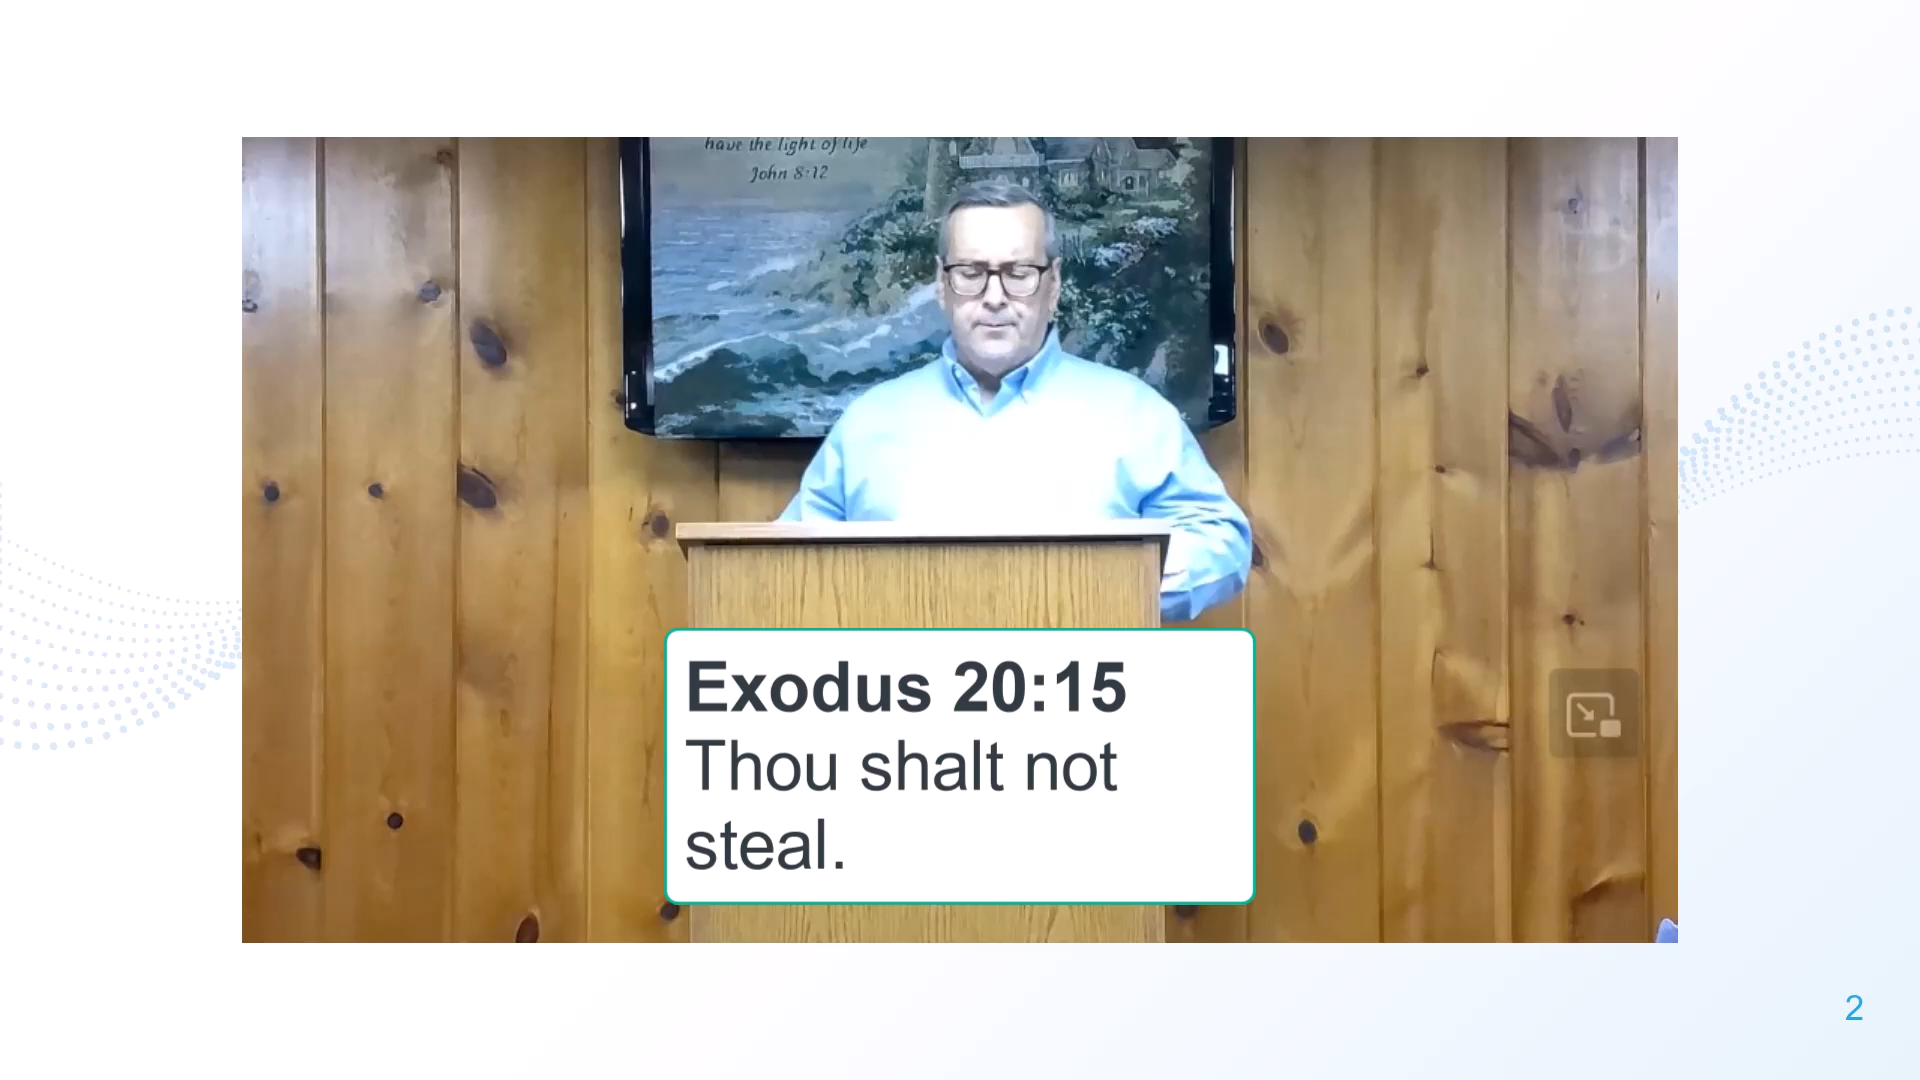 have the light of life
John 8:12
Exodus 20:15
Thou shalt not
steal.
2